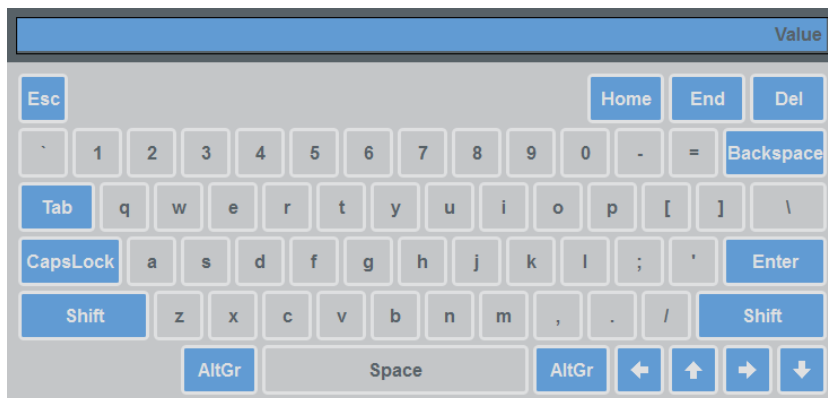 Value
Esc Home End Del
` 1 2 3 4 5 6 7 8 9 0 - = Backspace
Tab q w e r t y u i o p [ ] \
CapsLock a s d f g h j k l ; ' Enter
Shift z x c v b n m , . / Shift
AltGr Space AltGr